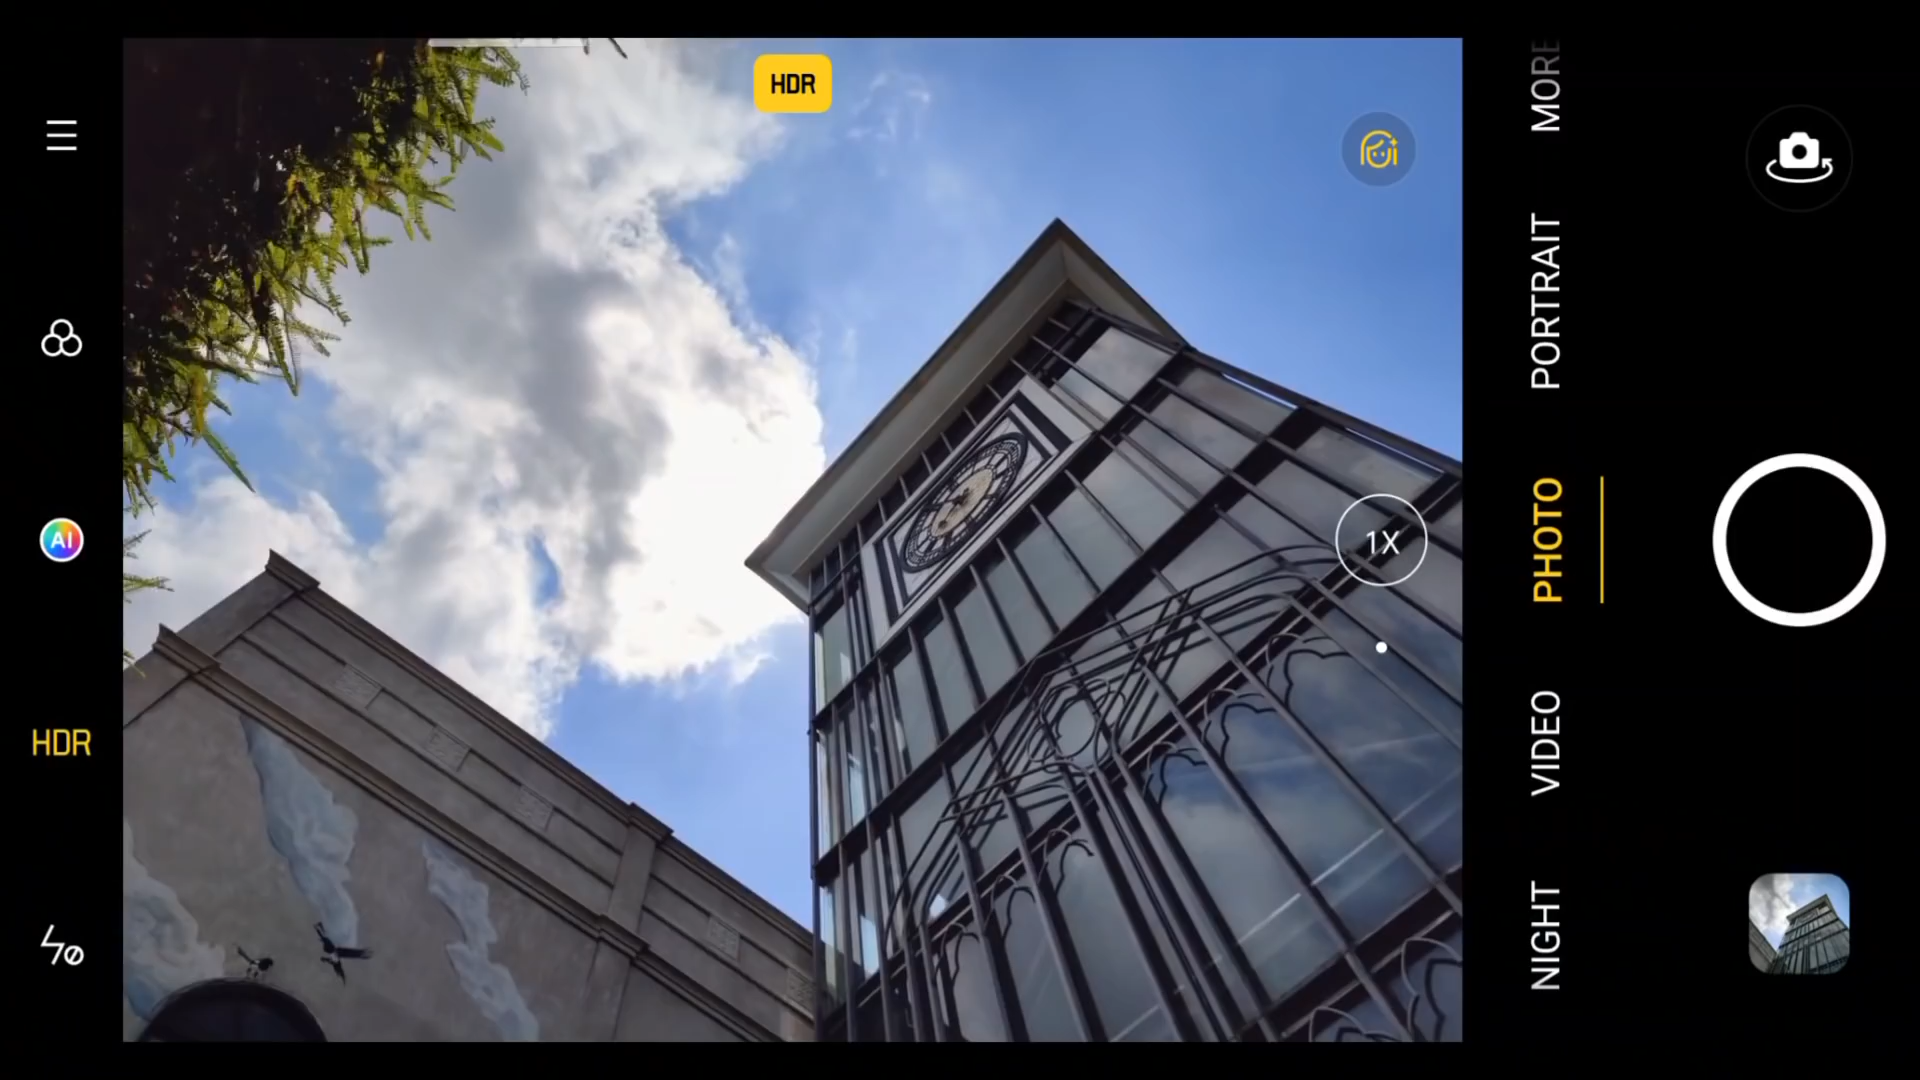 HDR
AI
HDR
1X
MORE
PORTRAIT
PHOTO
VIDEO
NIGHT